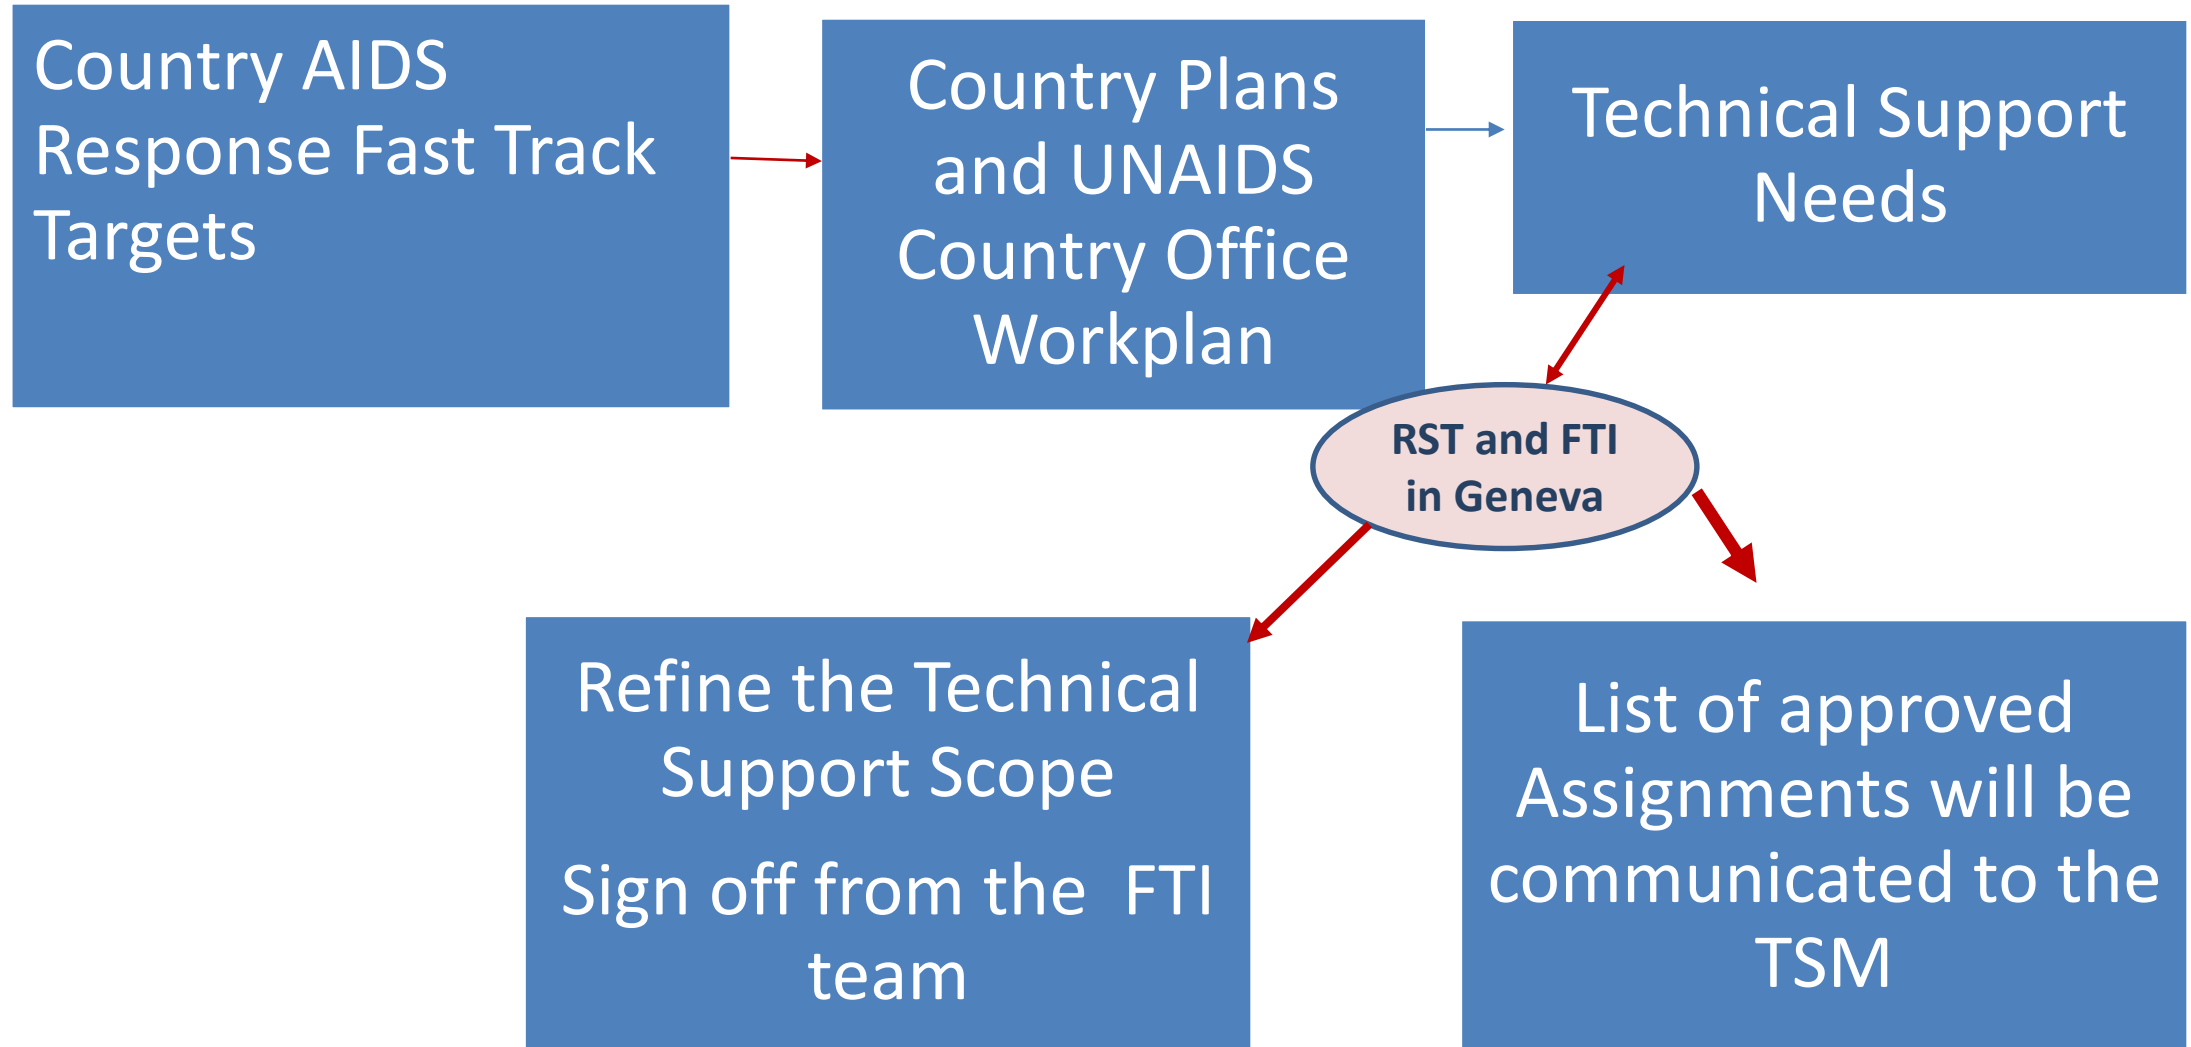 Country AIDS
Response Fast Track
Targets
Country Plans
and UNAIDS
Country Office
Workplan
Technical Support
Needs
RST and FTI
in Geneva
Refine the Technical
Support Scope
Sign off from the  FTI
team
List of approved
Assignments will be
communicated to the
TSM